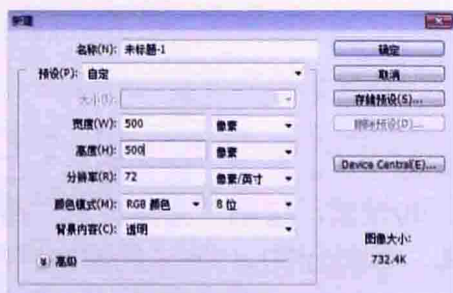 新建
名称(N): 未标题-1
确定
预设(P): 自定
取消
大小(I):
存储预设(S)...
宽度(W): 500 像素
删除预设(D)...
高度(H): 500 像素
Device Central(E)...
分辨率(R): 72 像素/英寸
颜色模式(M): RGB 颜色 8 位
背景内容(C): 透明
图像大小:
高级
732.4K